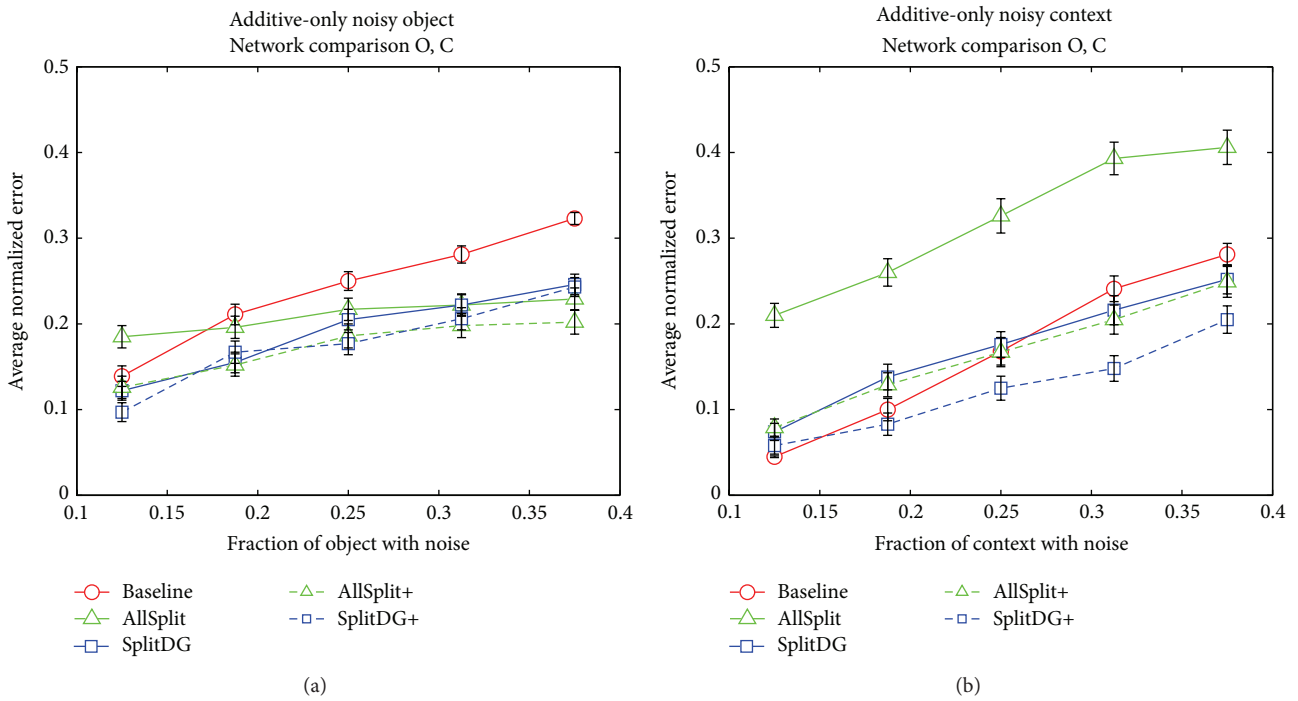 Additive-only noisy object
Network comparison O, C
0.5
0.4
0.3
0.2
0.1
0
Average normalized error
0.1
0.15
0.2
0.25
0.3
0.35
0.4
Fraction of object with noise
Baseline
AllSplit
SplitDG
AllSplit+
SplitDG+
(a)
Additive-only noisy context
Network comparison O, C
0.5
0.4
0.3
0.2
0.1
0
Average normalized error
0.1
0.15
0.2
0.25
0.3
0.35
0.4
Fraction of context with noise
Baseline
AllSplit
SplitDG
AllSplit+
SplitDG+
(b)